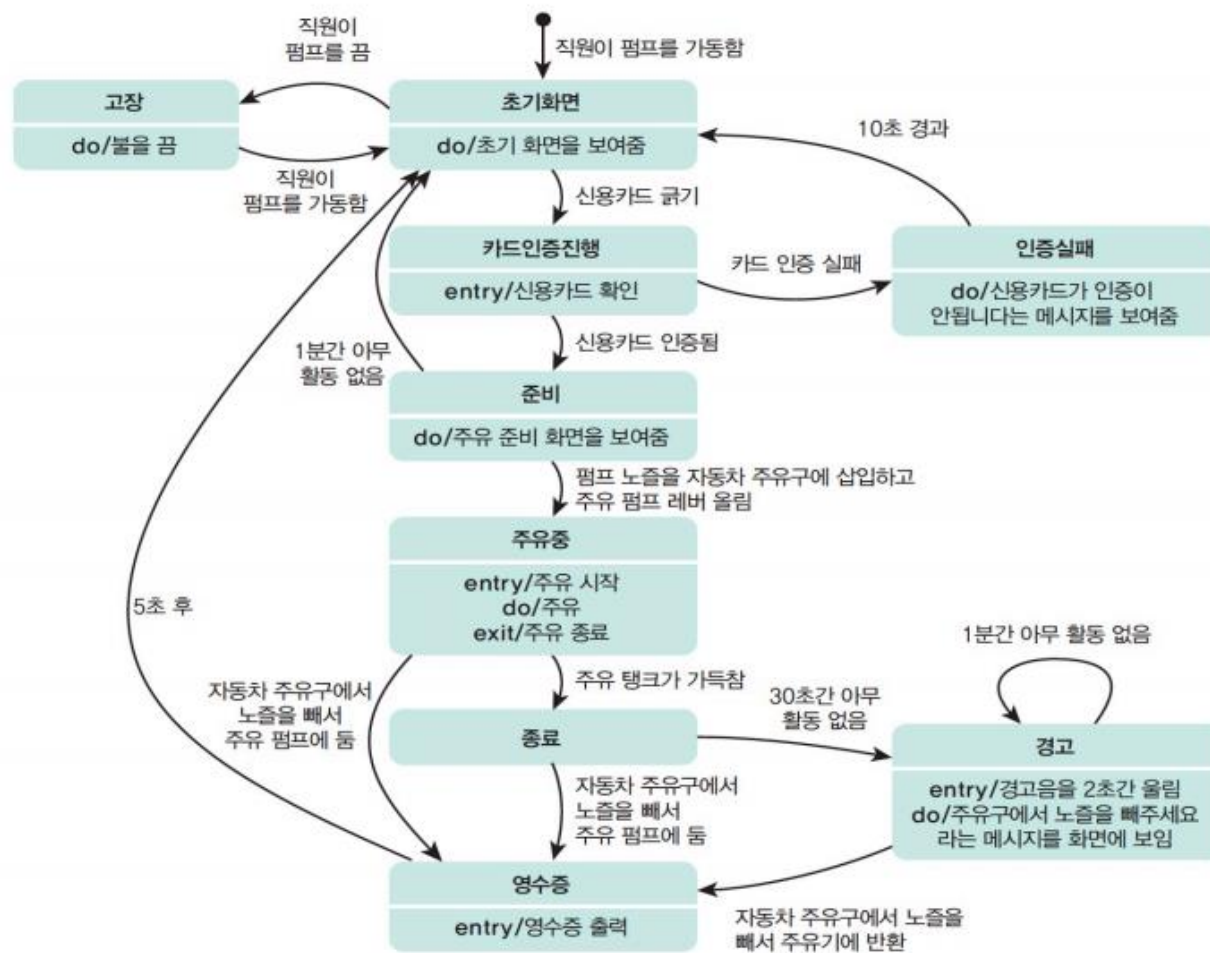 직원이
펌프를 끔
직원이 펌프를 가동함
고장
do/불을 끔
초기화면
do/초기 화면을 보여줌
10초 경과
직원이
펌프를 가동함
신용카드 긁기
카드인증진행
entry/신용카드 확인
카드 인증 실패
인증실패
do/신용카드가 인증이
안됩니다는 메시지를 보여줌
1분간 아무
활동 없음
신용카드 인증됨
준비
do/주유 준비 화면을 보여줌
펌프 노즐을 자동차 주유구에 삽입하고
주유 펌프 레버 올림
주유중
entry/주유 시작
do/주유
exit/주유 종료
5초 후
1분간 아무 활동 없음
자동차 주유구에서
노즐을 빼서
주유 펌프에 둠
주유 탱크가 가득참
30초간 아무
활동 없음
종료
경고
entry/경고음을 2초간 울림
do/주유구에서 노즐을 빼주세요
라는 메시지를 화면에 보임
자동차 주유구에서
노즐을 빼서
주유 펌프에 둠
영수증
entry/영수증 출력
자동차 주유구에서 노즐을
빼서 주유기에 반환